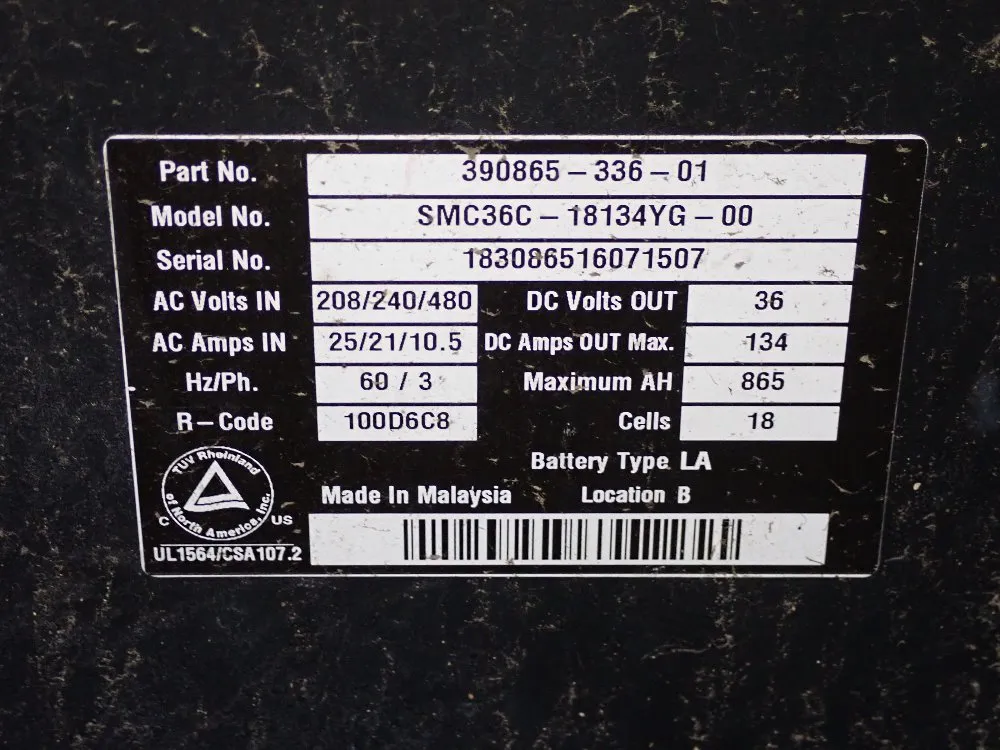 Part No. 390865-336-01
Model No. SMC36C-18134YG-00
Serial No. 183086516071507
AC Volts IN 208/240/480 DC Volts OUT 36
AC Amps IN 25/21/10.5 DC Amps OUT Max. 134
Hz/Ph. 60 / 3 Maximum AH 865
R-Code 100D6C8 Cells 18
Battery Type LA
Made In Malaysia Location B
TÜV Rheinland
of North America, Inc.
C US
UL1564/CSA107.2